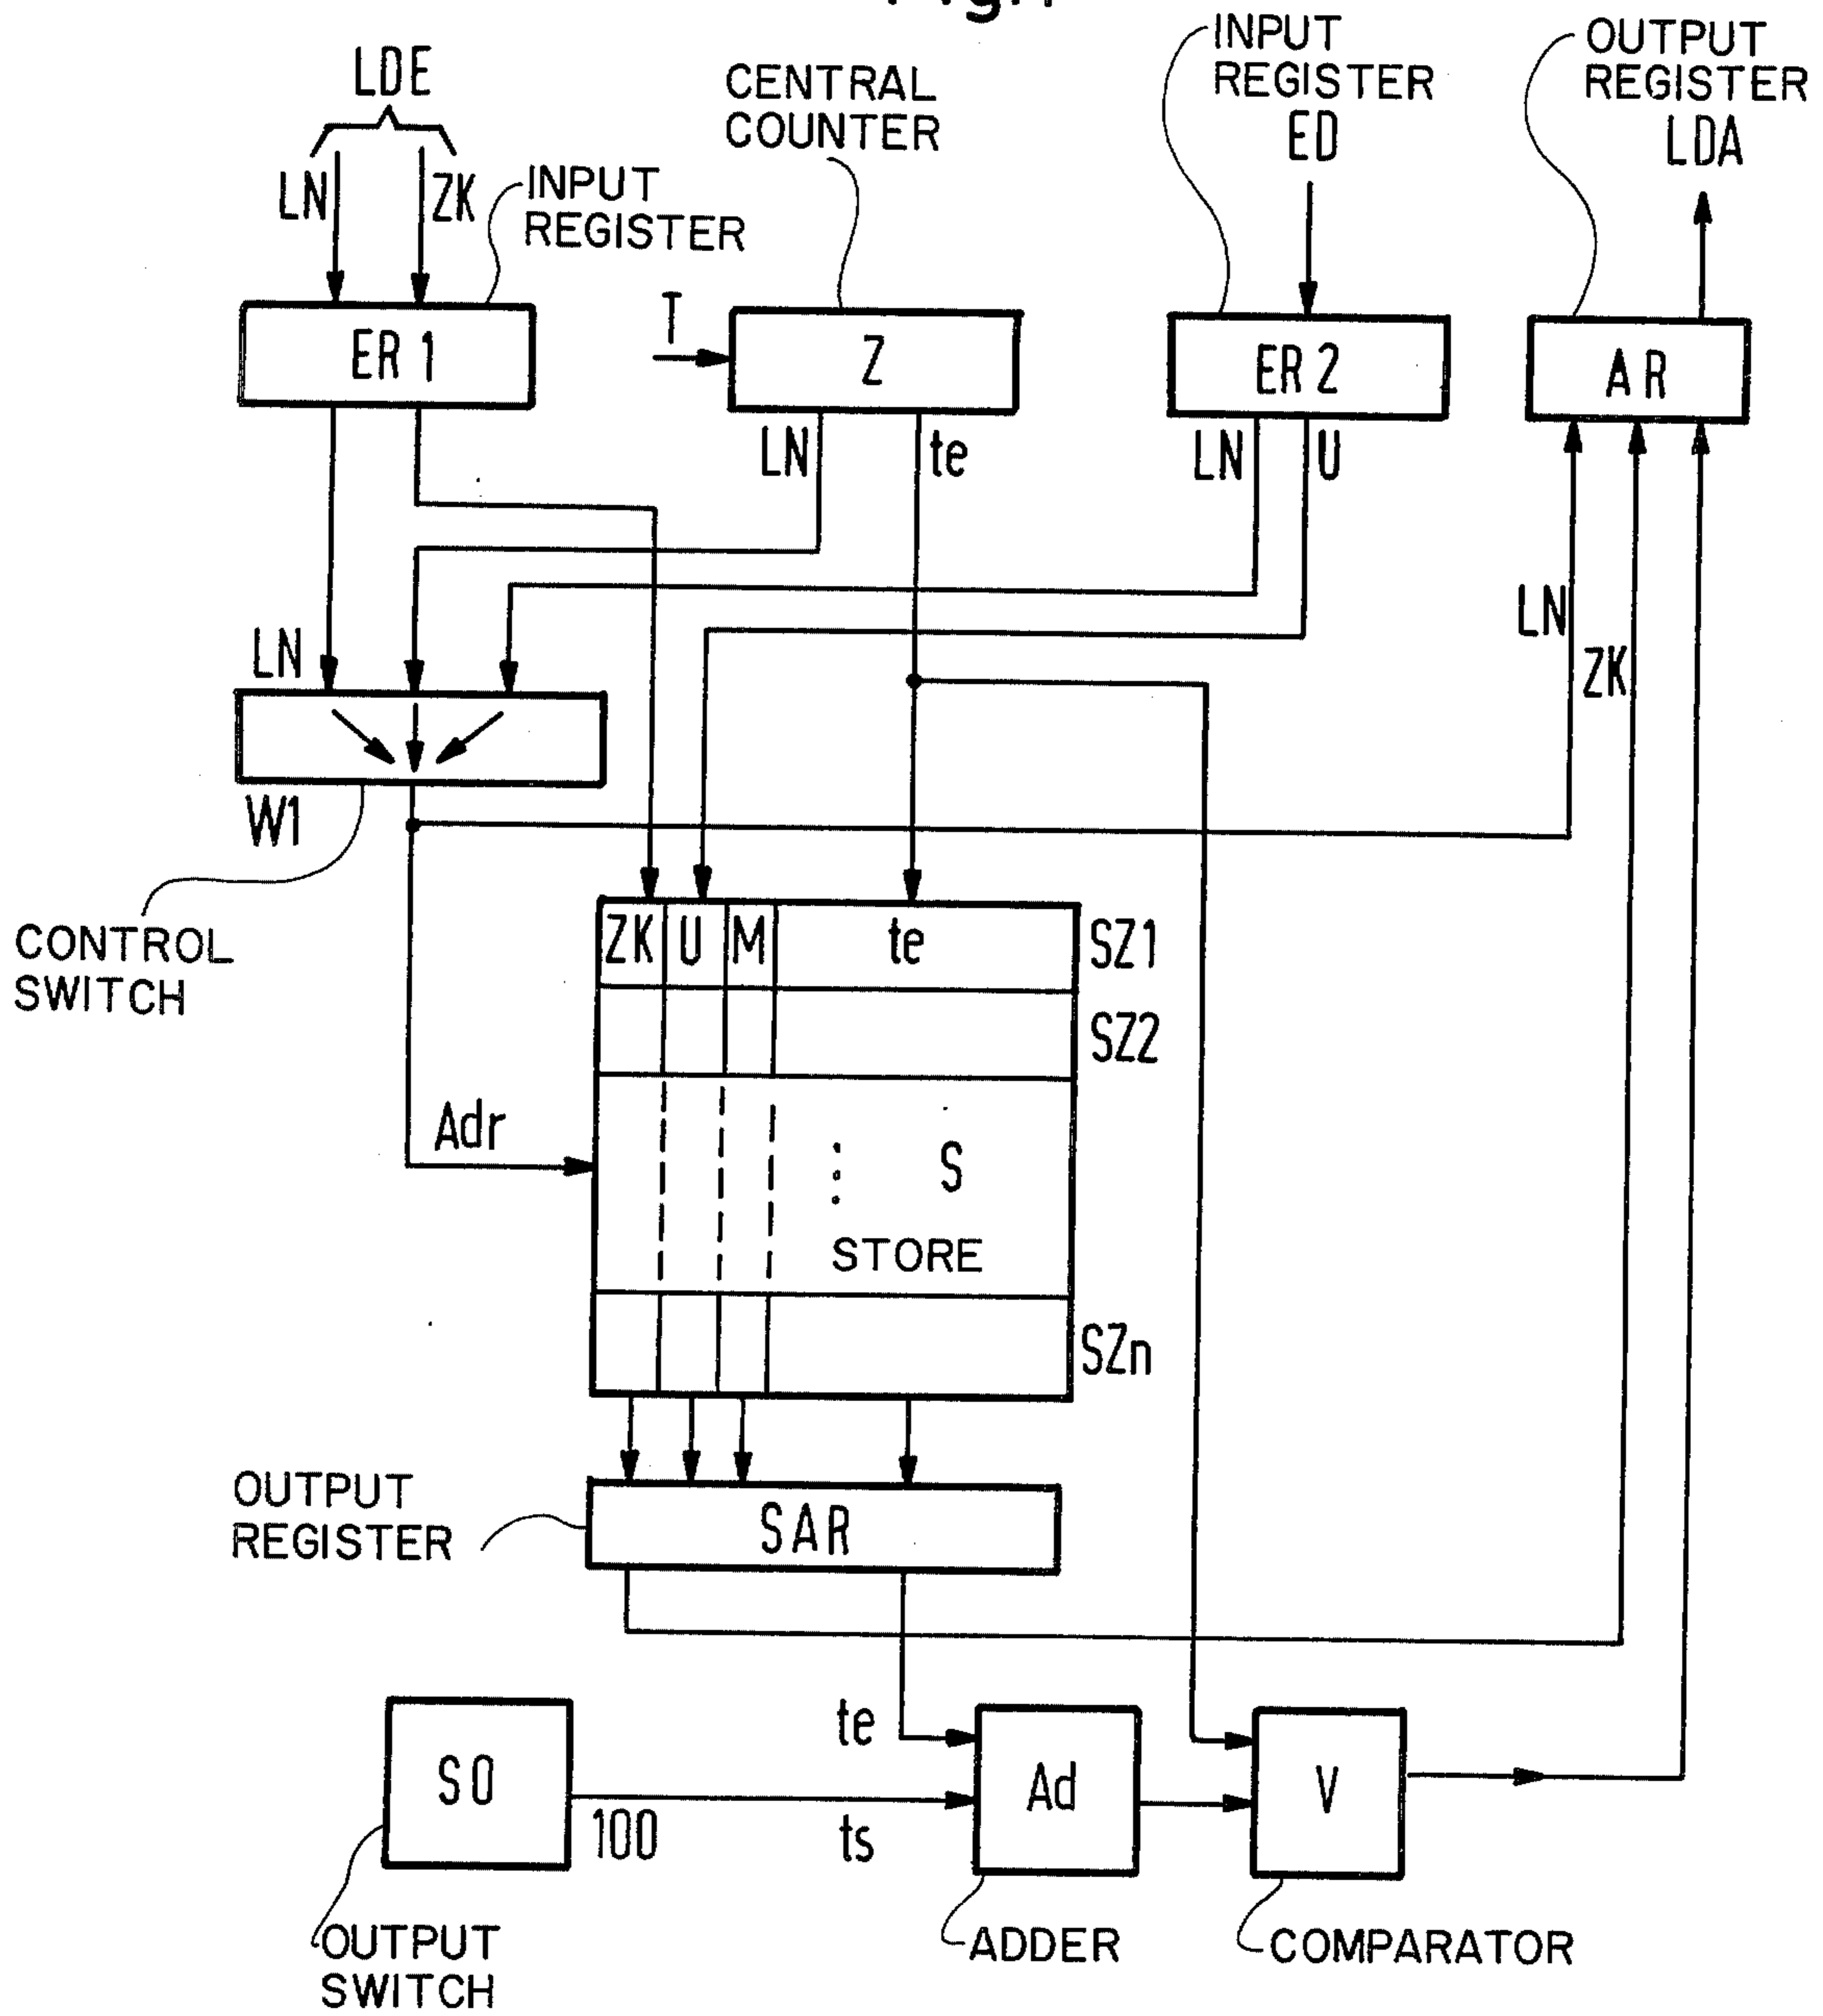 LDE
CENTRAL
COUNTER
INPUT
REGISTER
ED
OUTPUT
REGISTER
LDA
LN
ZK
INPUT
REGISTER
T
ER 1
Z
ER 2
AR
LN
te
LN
U
LN
LN
ZK
W1
CONTROL
SWITCH
ZK U M te SZ1
SZ2
Adr
S
STORE
SZn
OUTPUT
REGISTER
SAR
te
SO
100
ts
Ad
V
OUTPUT
SWITCH
ADDER
COMPARATOR